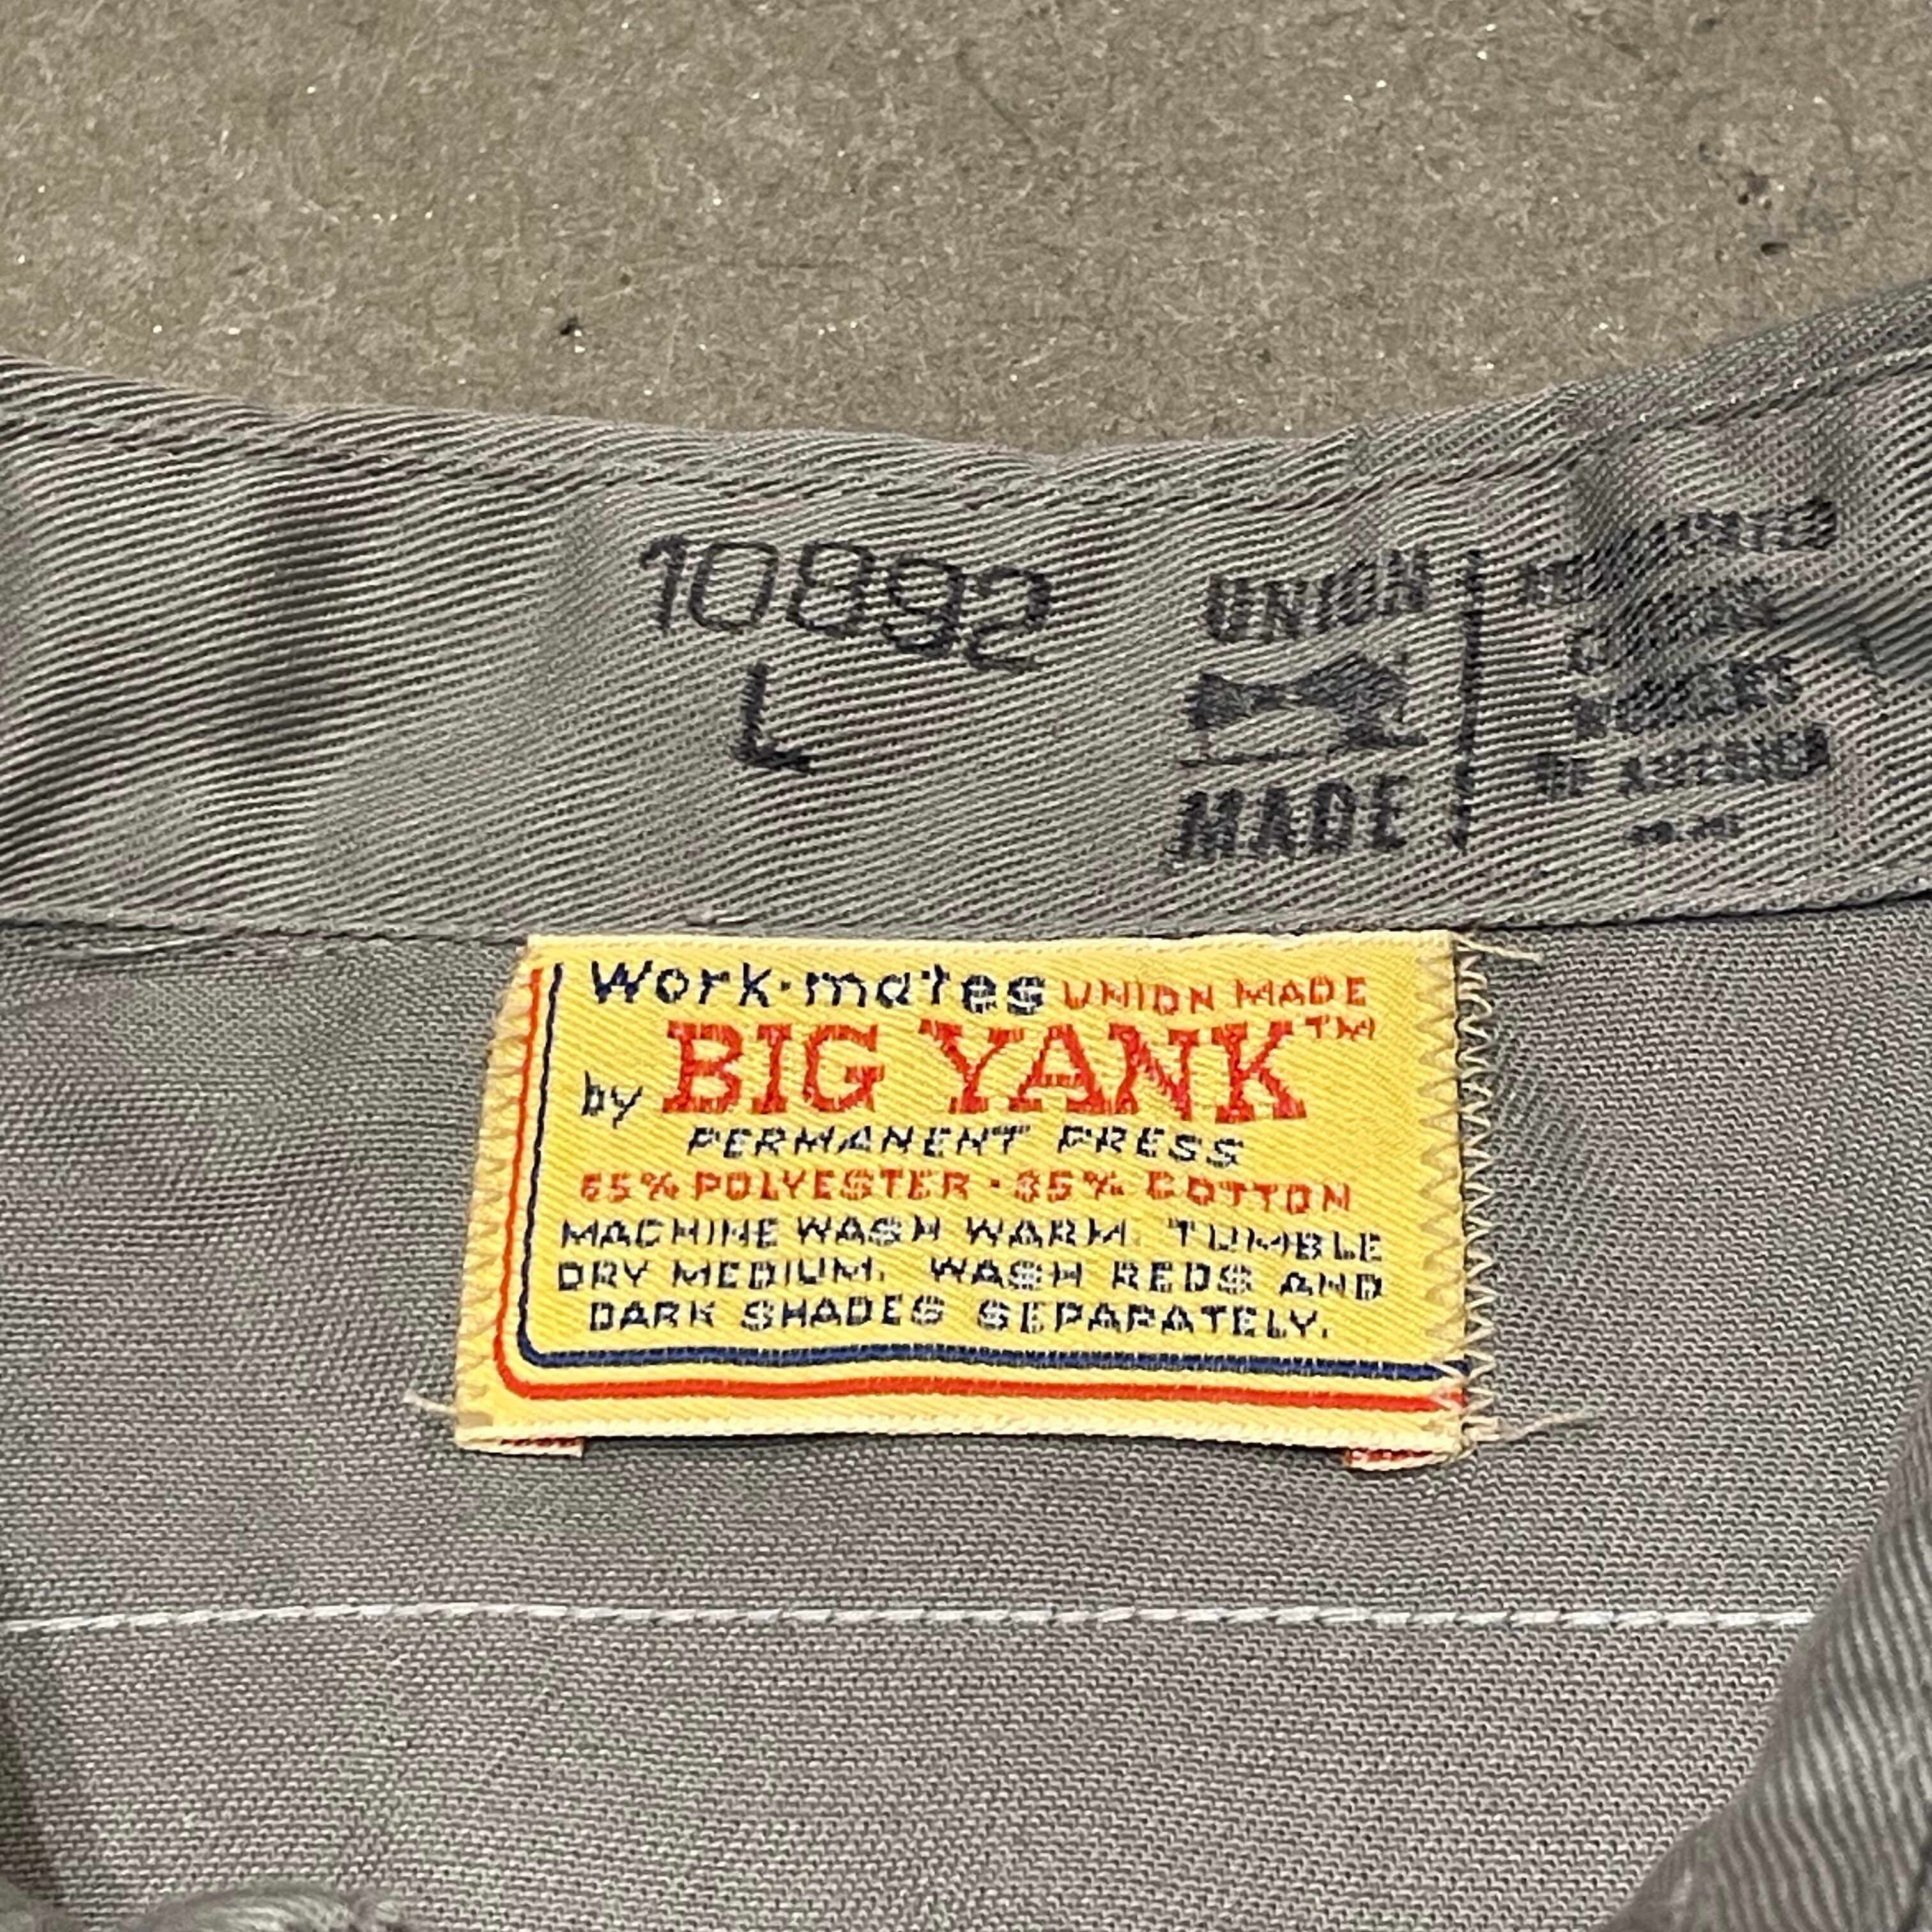 10892
L
UNION
MADE
Work·mates UNION MADE
by BIG YANK™
PERMANENT PRESS
65% POLYESTER · 35% COTTON
MACHINE WASH WARM. TUMBLE
DRY MEDIUM. WASH REDS AND
DARK SHADES SEPARATELY.